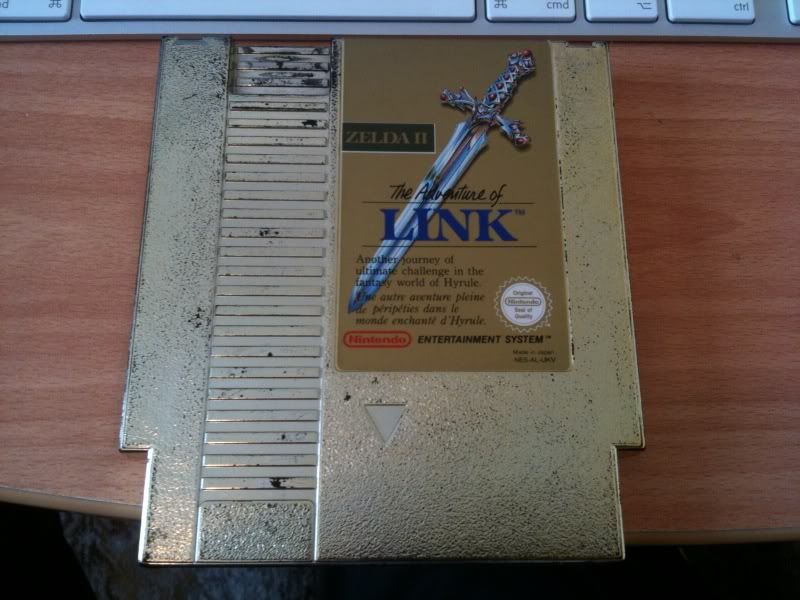 ⌘
⌘ cmd
⌥
ctrl
ZELDA II
The Adventure of
LINK™
Another journey of
ultimate challenge in the
fantasy world of Hyrule.
Une autre aventure pleine
de péripéties dans le
monde enchanté d'Hyrule.
Original
Nintendo
Seal of
Quality
Nintendo ENTERTAINMENT SYSTEM™
Made in Japan
NES-AL-UKV